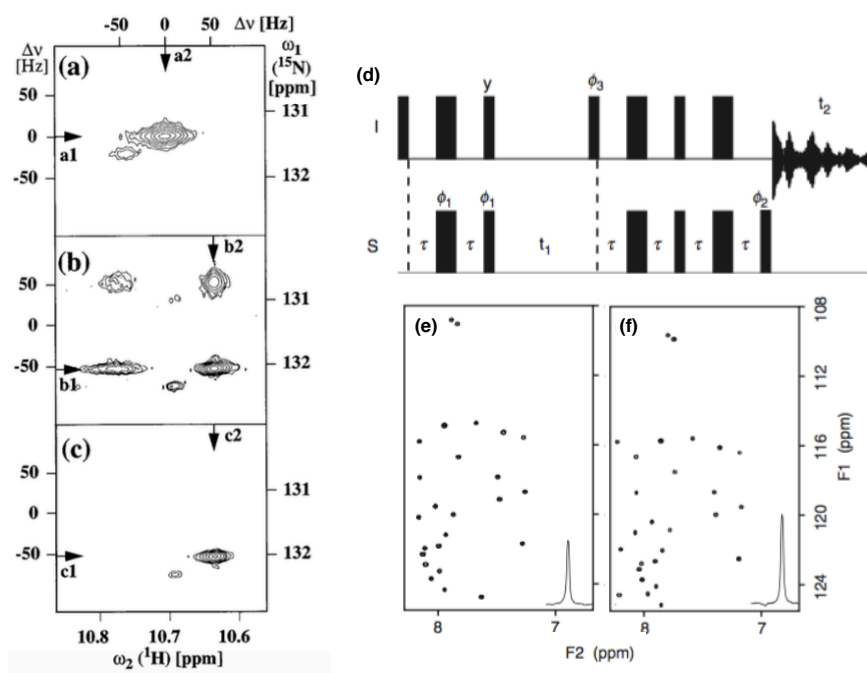 -50 0 50
Δν [Hz] Δν [Hz]
Δν
[Hz]
ω1
(15N)
[ppm]
(a)
a2
50
0
-50
a1
131
132
(b)
b2
50
0
-50
b1
131
132
(c)
c2
50
0
-50
c1
131
132
10.8 10.7 10.6
ω2 (1H) [ppm]
(d)
y ϕ3
I t2
ϕ1 ϕ1 ϕ2
S τ τ t1 τ τ τ τ
(e) (f)
108
112
116
120
124
F1 (ppm)
8 7 8 7
F2 (ppm)